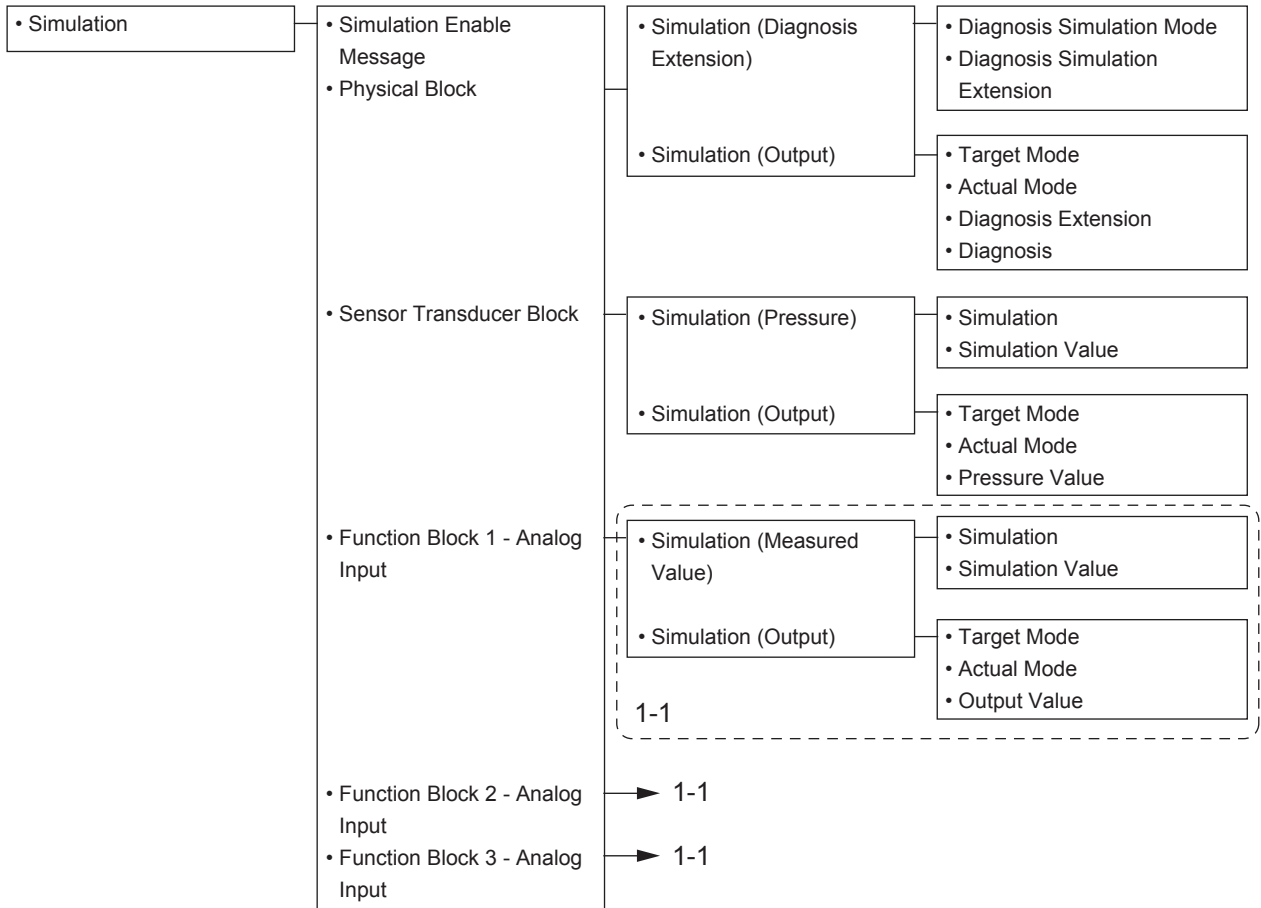 • Simulation
• Simulation Enable
Message
• Physical Block
• Simulation (Diagnosis
Extension)
• Diagnosis Simulation Mode
• Diagnosis Simulation
Extension
• Simulation (Output)
• Target Mode
• Actual Mode
• Diagnosis Extension
• Diagnosis
• Sensor Transducer Block
• Simulation (Pressure)
• Simulation
• Simulation Value
• Simulation (Output)
• Target Mode
• Actual Mode
• Pressure Value
• Function Block 1 - Analog
Input
• Simulation (Measured
Value)
• Simulation
• Simulation Value
• Simulation (Output)
• Target Mode
• Actual Mode
• Output Value
1-1
• Function Block 2 - Analog
Input
1-1
• Function Block 3 - Analog
Input
1-1